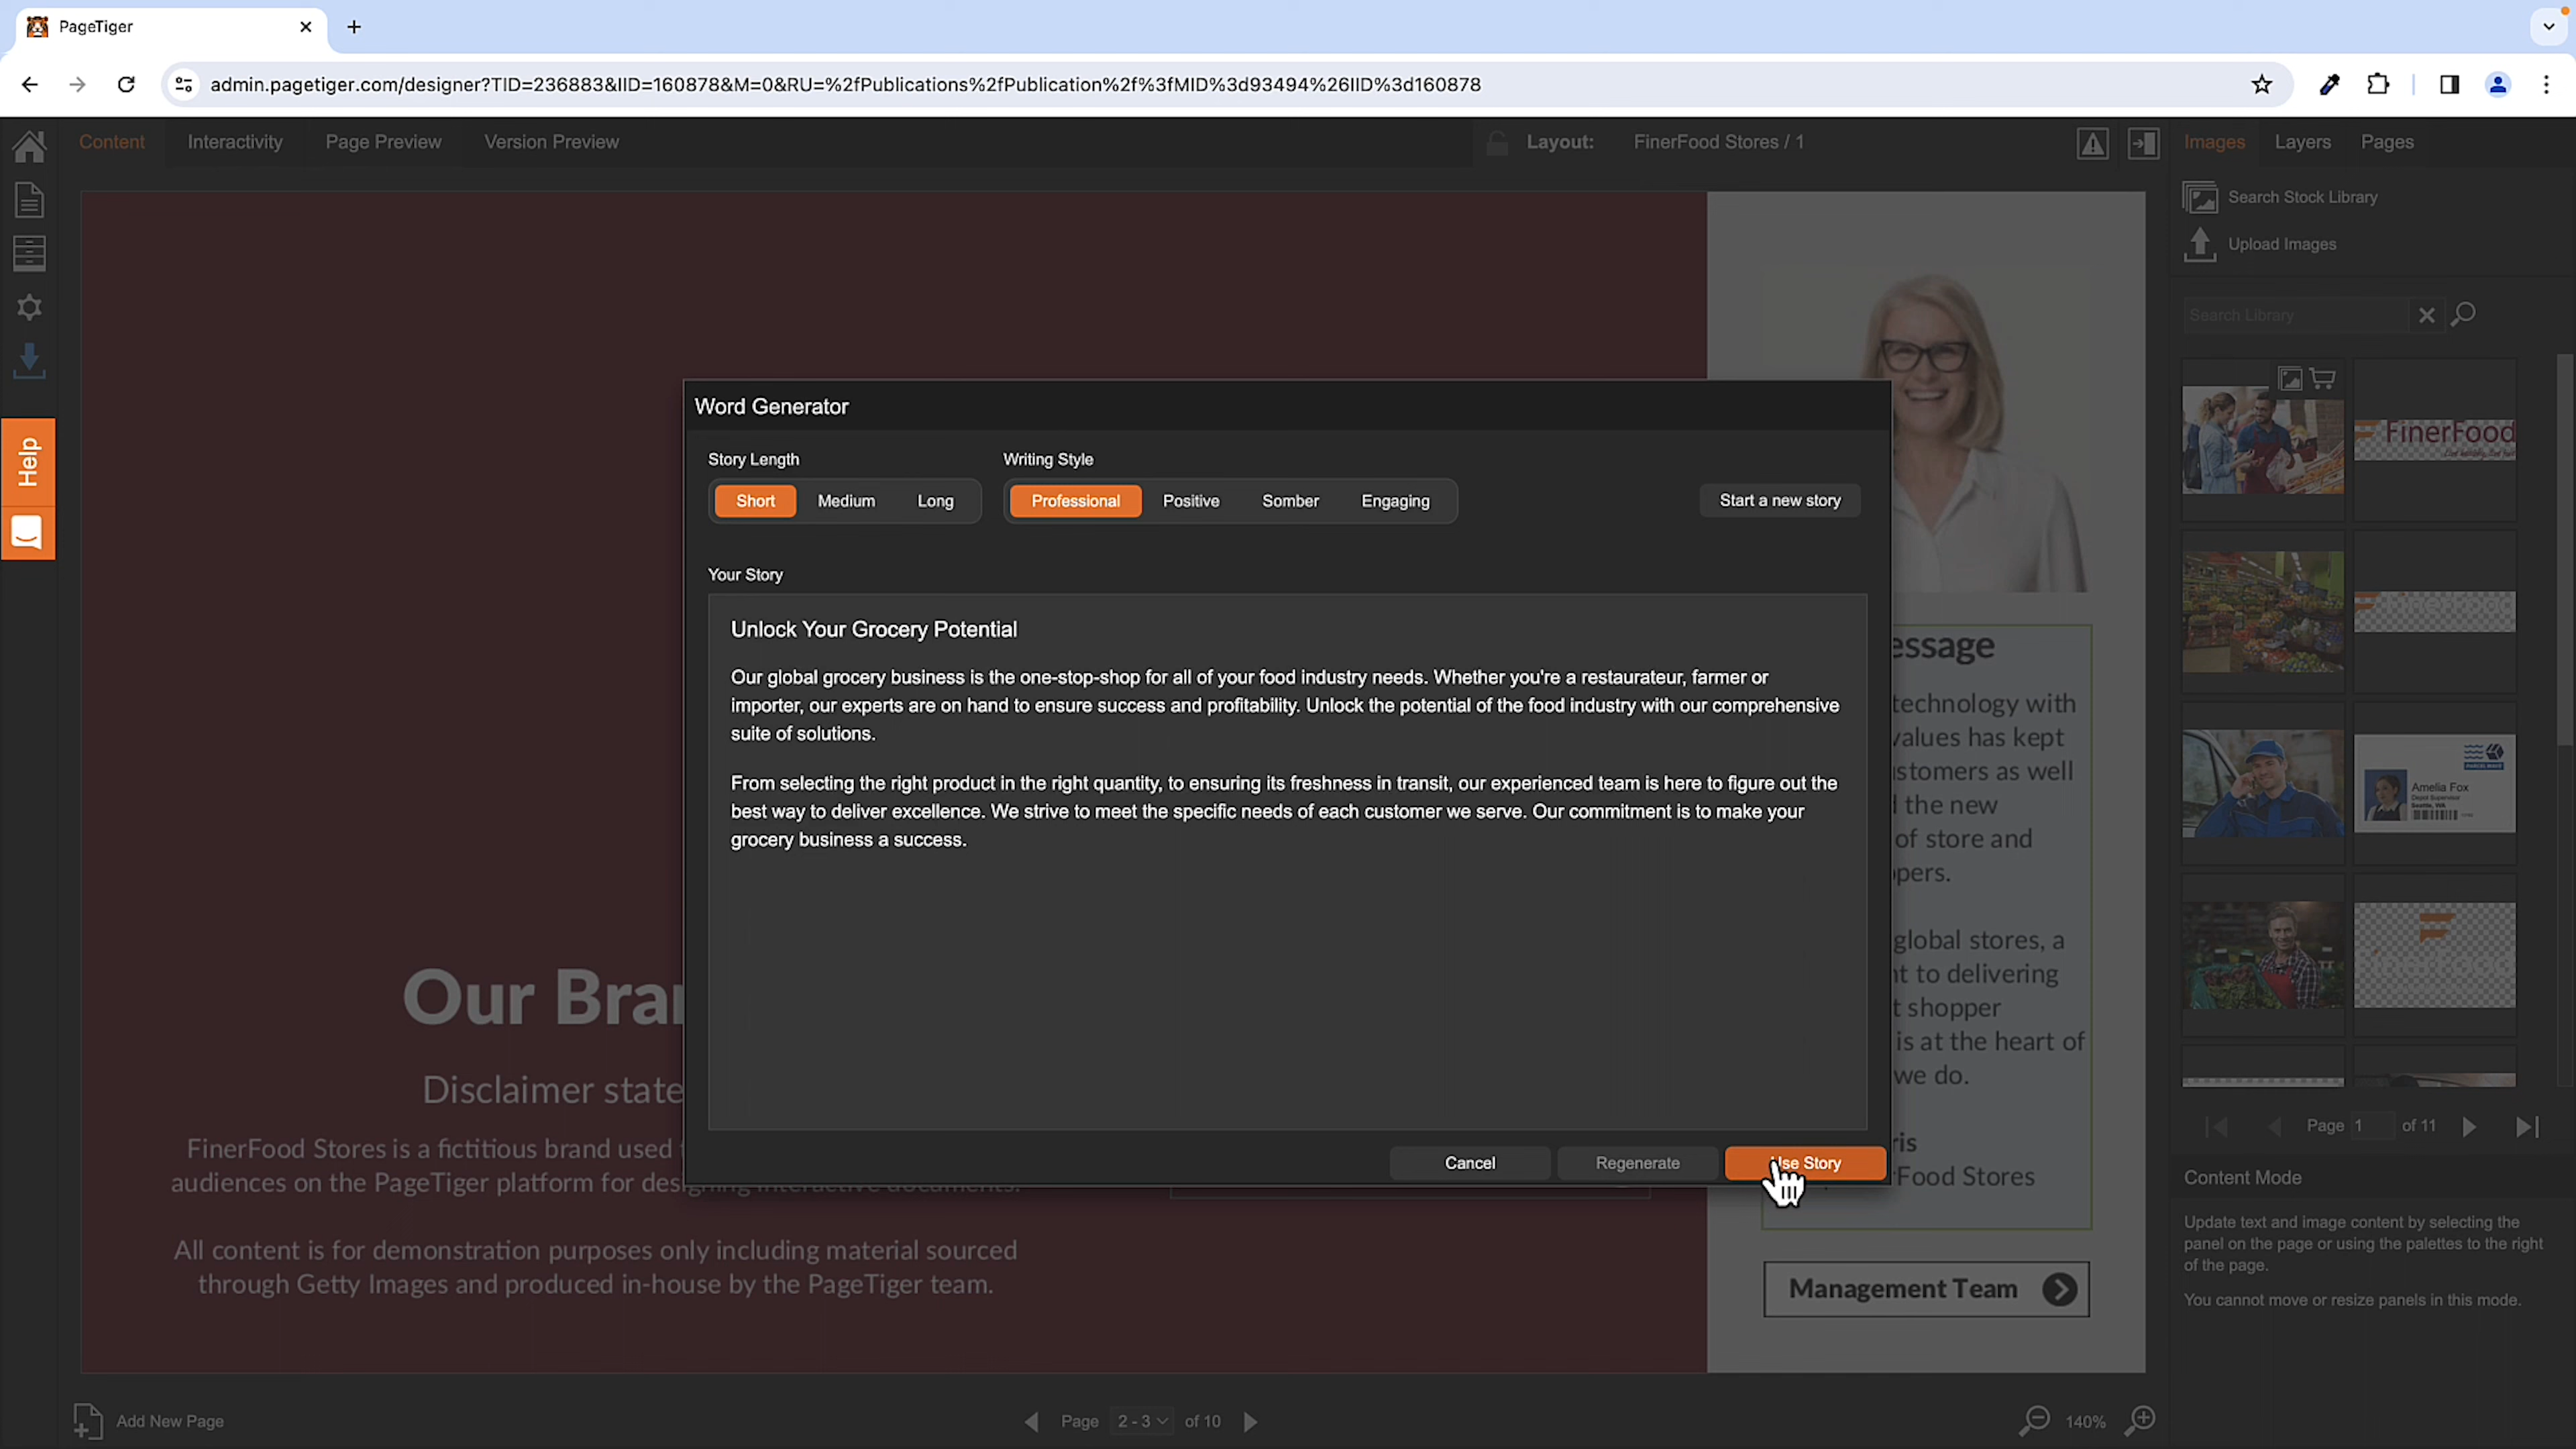 PageTiger
admin.pagetiger.com/designer?TID=236883&IID=160878&M=0&RU=%2fPublications%2fPublication%2f%3fMID%3d93494%26IID%3d160878
Content Interactivity Page Preview Version Preview Layout: FinerFood Stores / 1 Images Layers Pages
Search Stock Library
Upload Images
Search Library
Help
FinerFood
Amelia Fox
Word Generator
Story Length Writing Style
Short Medium Long Professional Positive Somber Engaging Start a new story
Your Story
Unlock Your Grocery Potential
Our global grocery business is the one-stop-shop for all of your food industry needs. Whether you're a restaurateur, farmer or
importer, our experts are on hand to ensure success and profitability. Unlock the potential of the food industry with our comprehensive
suite of solutions.
From selecting the right product in the right quantity, to ensuring its freshness in transit, our experienced team is here to figure out the
best way to deliver excellence. We strive to meet the specific needs of each customer we serve. Our commitment is to make your
grocery business a success.
Cancel Regenerate Use Story
Our Bran
Disclaimer state
FinerFood Stores is a fictitious brand used
audiences on the PageTiger platform for designing interactive documents.
All content is for demonstration purposes only including material sourced
through Getty Images and produced in-house by the PageTiger team.
essage
technology with
values has kept
stomers as well
the new
of store and
pers.
global stores, a
nt to delivering
t shopper
is at the heart of
we do.
ris
Food Stores
Management Team
Page 1 of 11
Content Mode
Update text and image content by selecting the
panel on the page or using the palettes to the right
of the page.
You cannot move or resize panels in this mode.
Add New Page Page 2 - 3 of 10 140%